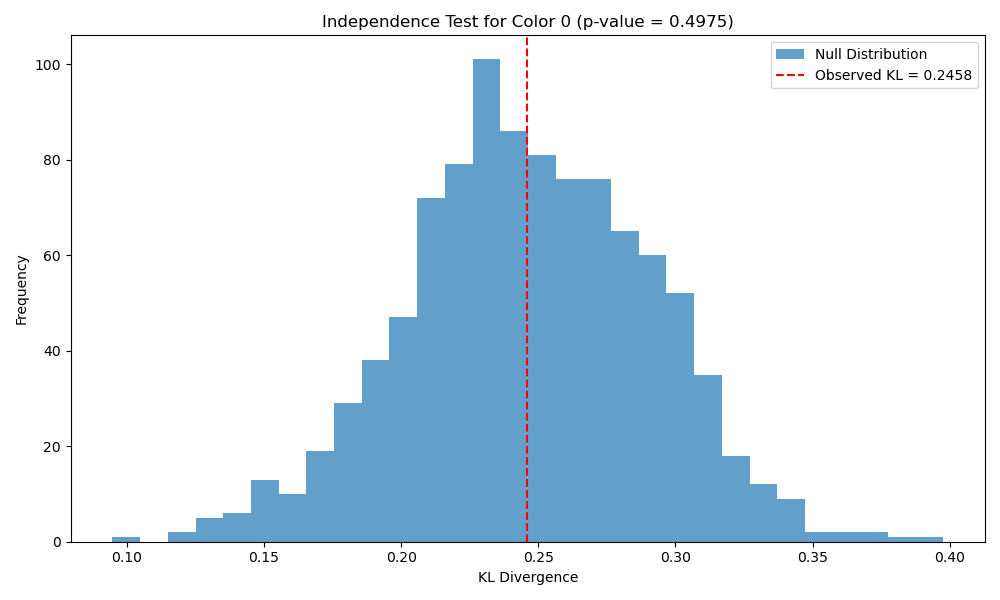 Independence Test for Color 0 (p-value = 0.4975)
Null Distribution
Observed KL = 0.2458
100
80
60
40
20
0
Frequency
0.10 0.15 0.20 0.25 0.30 0.35 0.40
KL Divergence